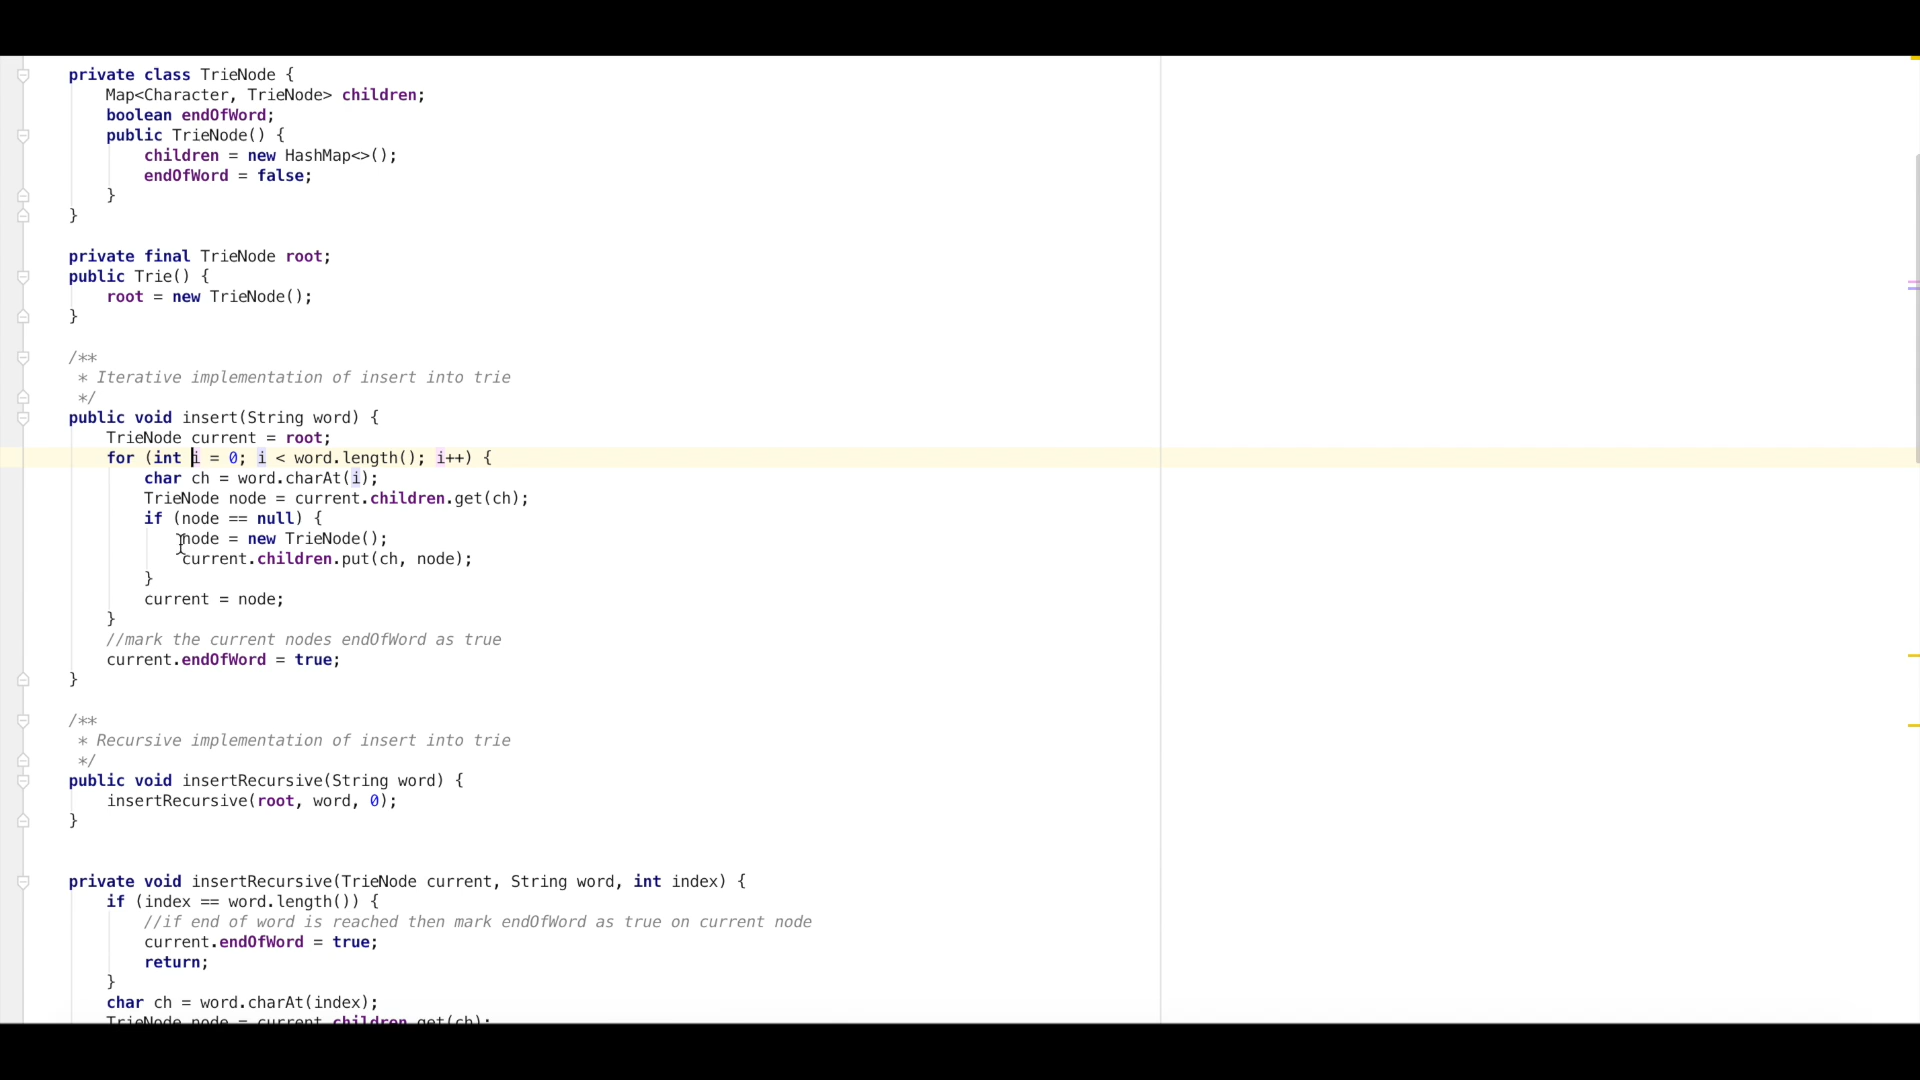 private class TrieNode {
Map<Character, TrieNode> children;
boolean endOfWord;
public TrieNode() {
children = new HashMap<>();
endOfWord = false;
}
}
private final TrieNode root;
public Trie() {
root = new TrieNode();
}
/**
* Iterative implementation of insert into trie
*/
public void insert(String word) {
TrieNode current = root;
for (int i = 0; i < word.length(); i++) {
char ch = word.charAt(i);
TrieNode node = current.children.get(ch);
if (node == null) {
node = new TrieNode();
current.children.put(ch, node);
}
current = node;
}
//mark the current nodes endOfWord as true
current.endOfWord = true;
}
/**
* Recursive implementation of insert into trie
*/
public void insertRecursive(String word) {
insertRecursive(root, word, 0);
}
private void insertRecursive(TrieNode current, String word, int index) {
if (index == word.length()) {
//if end of word is reached then mark endOfWord as true on current node
current.endOfWord = true;
return;
}
char ch = word.charAt(index);
TrieNode node = current.children.get(ch);